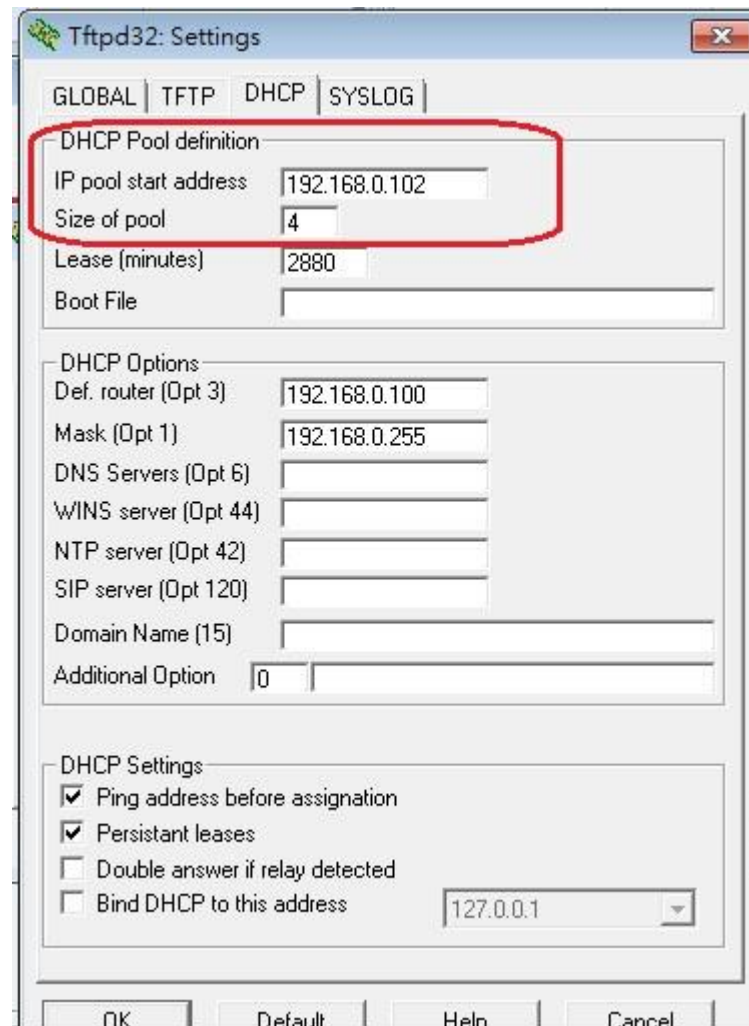 Tftpd32: Settings
GLOBAL TFTP DHCP SYSLOG
DHCP Pool definition
IP pool start address 192.168.0.102
Size of pool 4
Lease (minutes) 2880
Boot File
DHCP Options
Def. router (Opt 3) 192.168.0.100
Mask (Opt 1) 192.168.0.255
DNS Servers (Opt 6)
WINS server (Opt 44)
NTP server (Opt 42)
SIP server (Opt 120)
Domain Name (15)
Additional Option 0
DHCP Settings
Ping address before assignation
Persistant leases
Double answer if relay detected
Bind DHCP to this address 127.0.0.1
OK Default Help Cancel